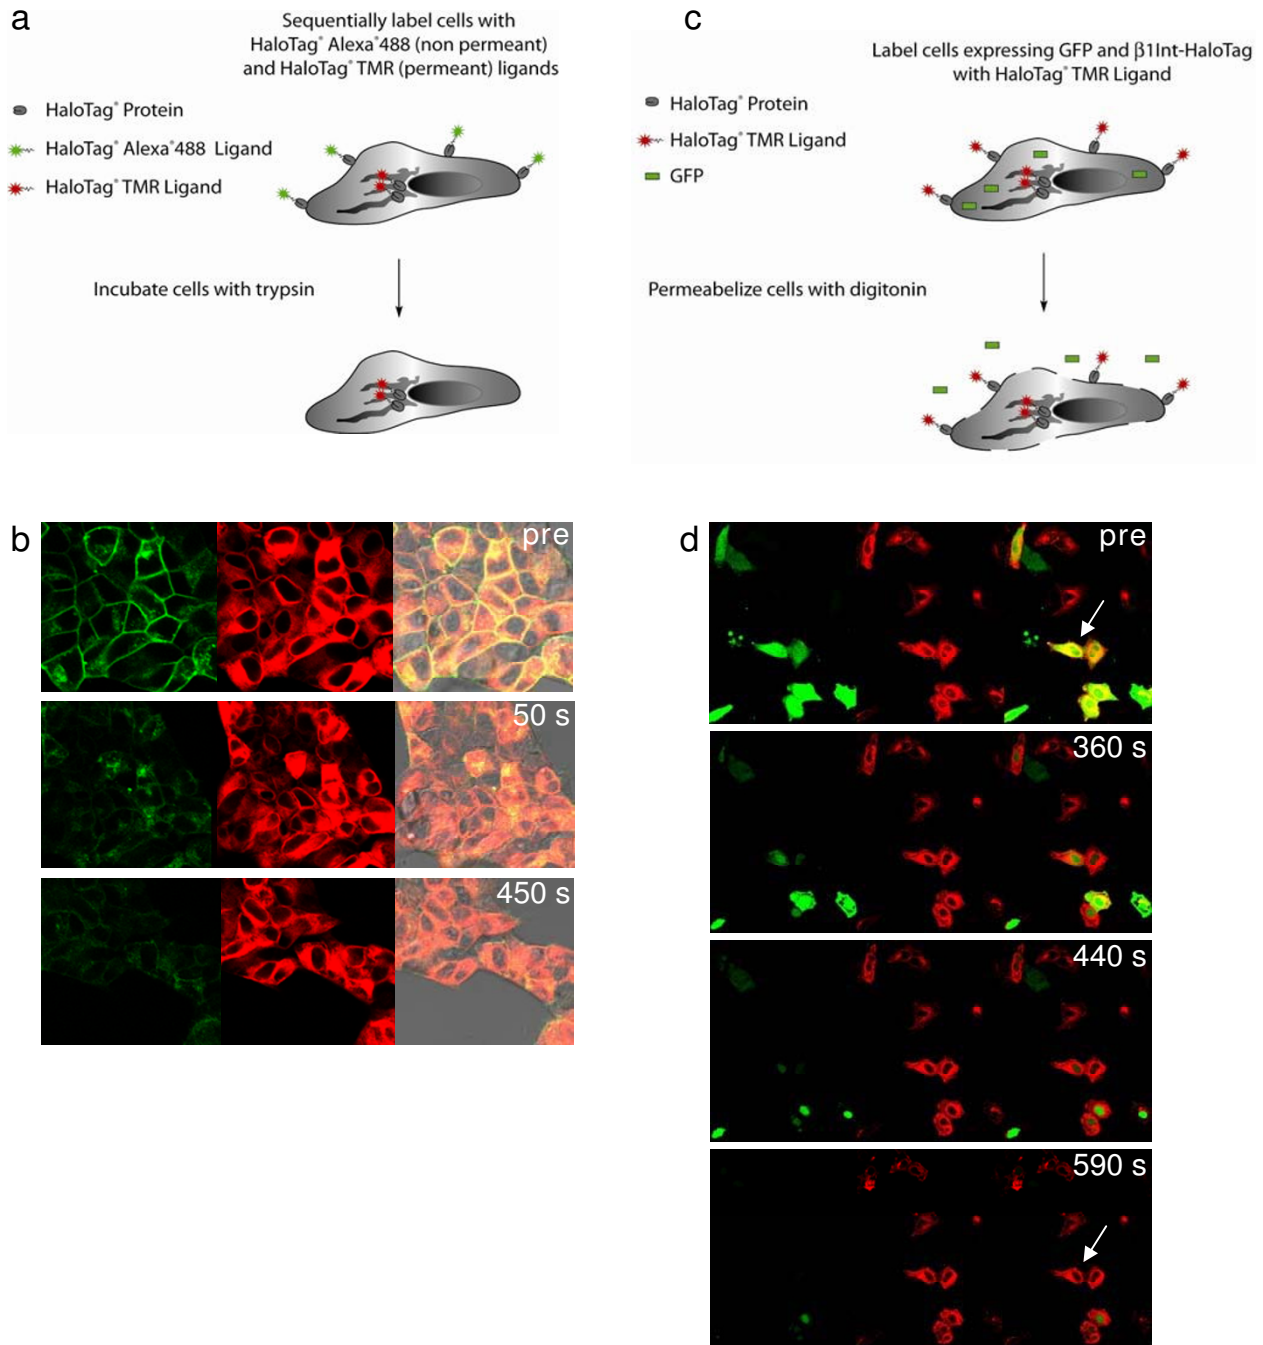 a
Sequentially label cells with
HaloTag® Alexa®488 (non permeant)
and HaloTag® TMR (permeant) ligands
HaloTag® Protein
HaloTag® Alexa®488 Ligand
HaloTag® TMR Ligand
Incubate cells with trypsin
c
Label cells expressing GFP and β1Int-HaloTag
with HaloTag® TMR Ligand
HaloTag® Protein
HaloTag® TMR Ligand
GFP
Permeabelize cells with digitonin
b
pre
50 s
450 s
d
pre
360 s
440 s
590 s